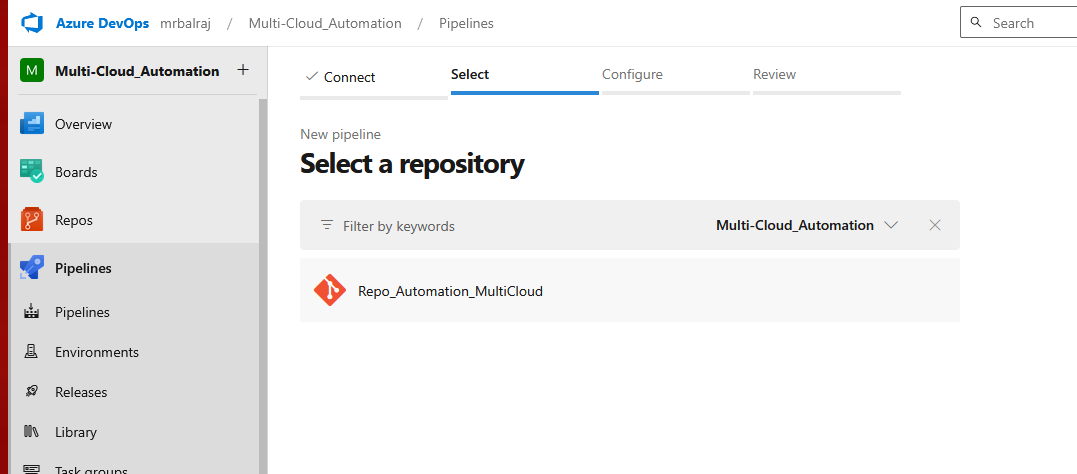 Azure DevOps mrbalraj / Multi-Cloud_Automation / Pipelines
Search
M Multi-Cloud_Automation +
Overview
Boards
Repos
Pipelines
Pipelines
Environments
Releases
Library
Task groups
Connect
Select
Configure
Review
New pipeline
Select a repository
Filter by keywords
Multi-Cloud_Automation
Repo_Automation_MultiCloud